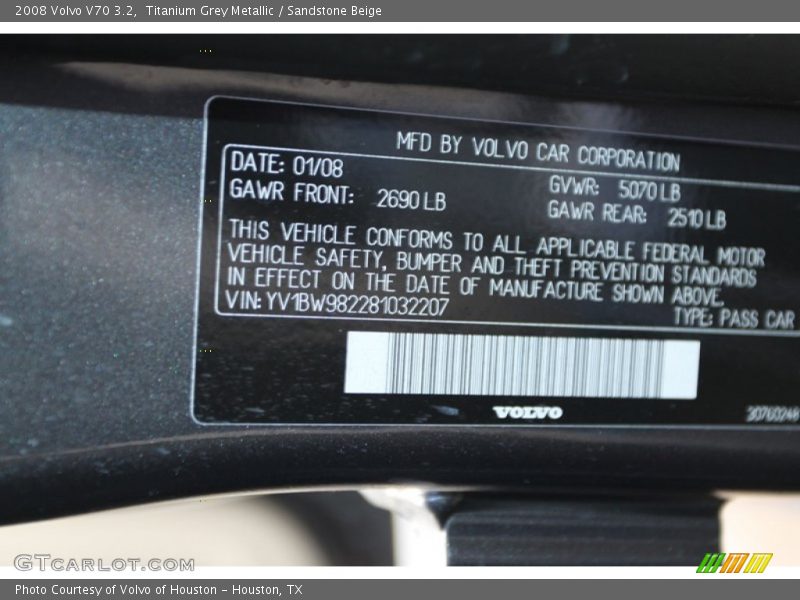 2008 Volvo V70 3.2, Titanium Grey Metallic / Sandstone Beige
MFD BY VOLVO CAR CORPORATION
DATE: 01/08 GVWR: 5070 LB
GAWR FRONT: 2690 LB GAWR REAR: 2510 LB
THIS VEHICLE CONFORMS TO ALL APPLICABLE FEDERAL MOTOR
VEHICLE SAFETY, BUMPER AND THEFT PREVENTION STANDARDS
IN EFFECT ON THE DATE OF MANUFACTURE SHOWN ABOVE.
VIN: YV1BW982281032207 TYPE: PASS CAR
VOLVO
30760248
GTcarlot.com
Photo Courtesy of Volvo of Houston - Houston, TX